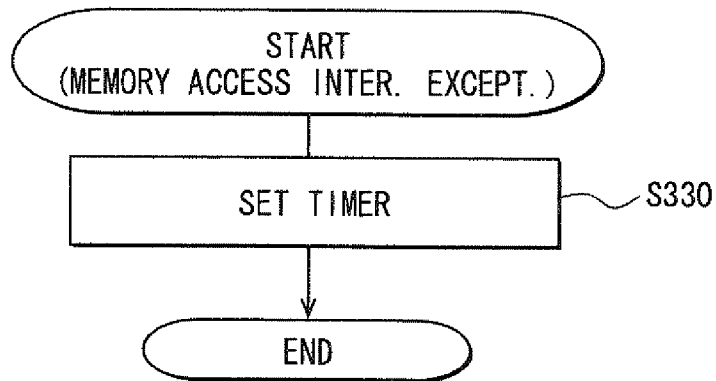 START
(MEMORY ACCESS INTER. EXCEPT.)
SET TIMER
S330
END